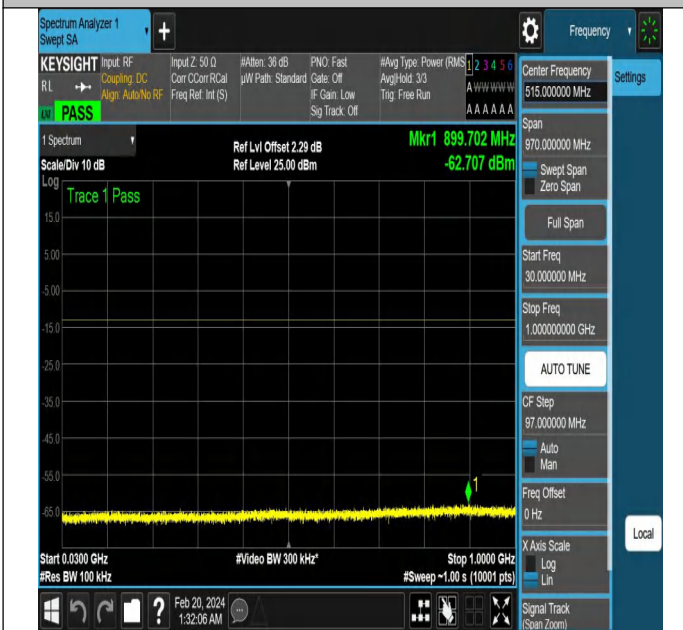 Spectrum Analyzer 1
Swept SA
+
Frequency
KEYSIGHT
RL
PASS
Input: RF
Coupling: DC
Align: Auto/No RF
Input Z: 50 Ω
Corr CCorr RCal
Freq Ref: Int (S)
#Atten: 36 dB
µW Path: Standard
PNO: Fast
Gate: Off
IF Gain: Low
Sig Track: Off
#Avg Type: Power (RMS
Avg|Hold: 3/3
Trig: Free Run
1 2 3 4 5 6
A W W W W W
A A A A A A
1 Spectrum
Scale/Div 10 dB
Ref Lvl Offset 2.29 dB
Ref Level 25.00 dBm
Mkr1 899.702 MHz
-62.707 dBm
Log
Trace 1 Pass
15.0
5.00
-5.00
-15.0
-25.0
-35.0
-45.0
-55.0
-65.0
1
Start 0.0300 GHz
#Res BW 100 kHz
#Video BW 300 kHz*
Stop 1.0000 GHz
#Sweep ~1.00 s (10001 pts)
?
Feb 20, 2024
1:32:06 AM
Center Frequency
515.000000 MHz
Span
970.000000 MHz
Swept Span
Zero Span
Full Span
Start Freq
30.000000 MHz
Stop Freq
1.000000000 GHz
AUTO TUNE
CF Step
97.000000 MHz
Auto
Man
Freq Offset
0 Hz
X Axis Scale
Log
Lin
Signal Track
(Span Zoom)
Settings
Local